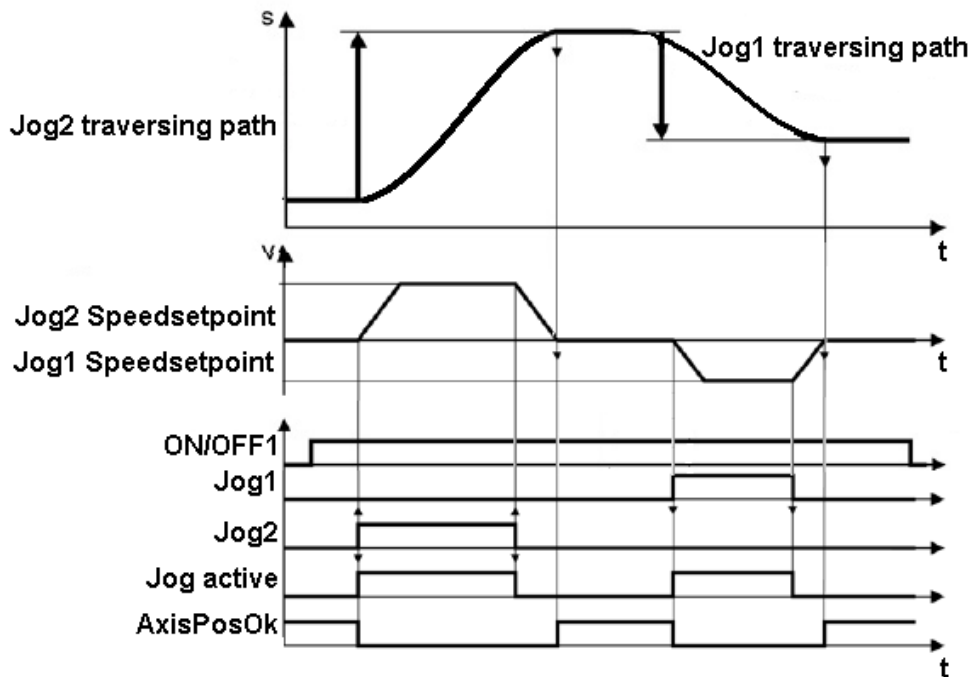 s
Jog1 traversing path
Jog2 traversing path
t
v
Jog2 Speedsetpoint
Jog1 Speedsetpoint
t
ON/OFF1
Jog1
Jog2
Jog active
AxisPosOk
t